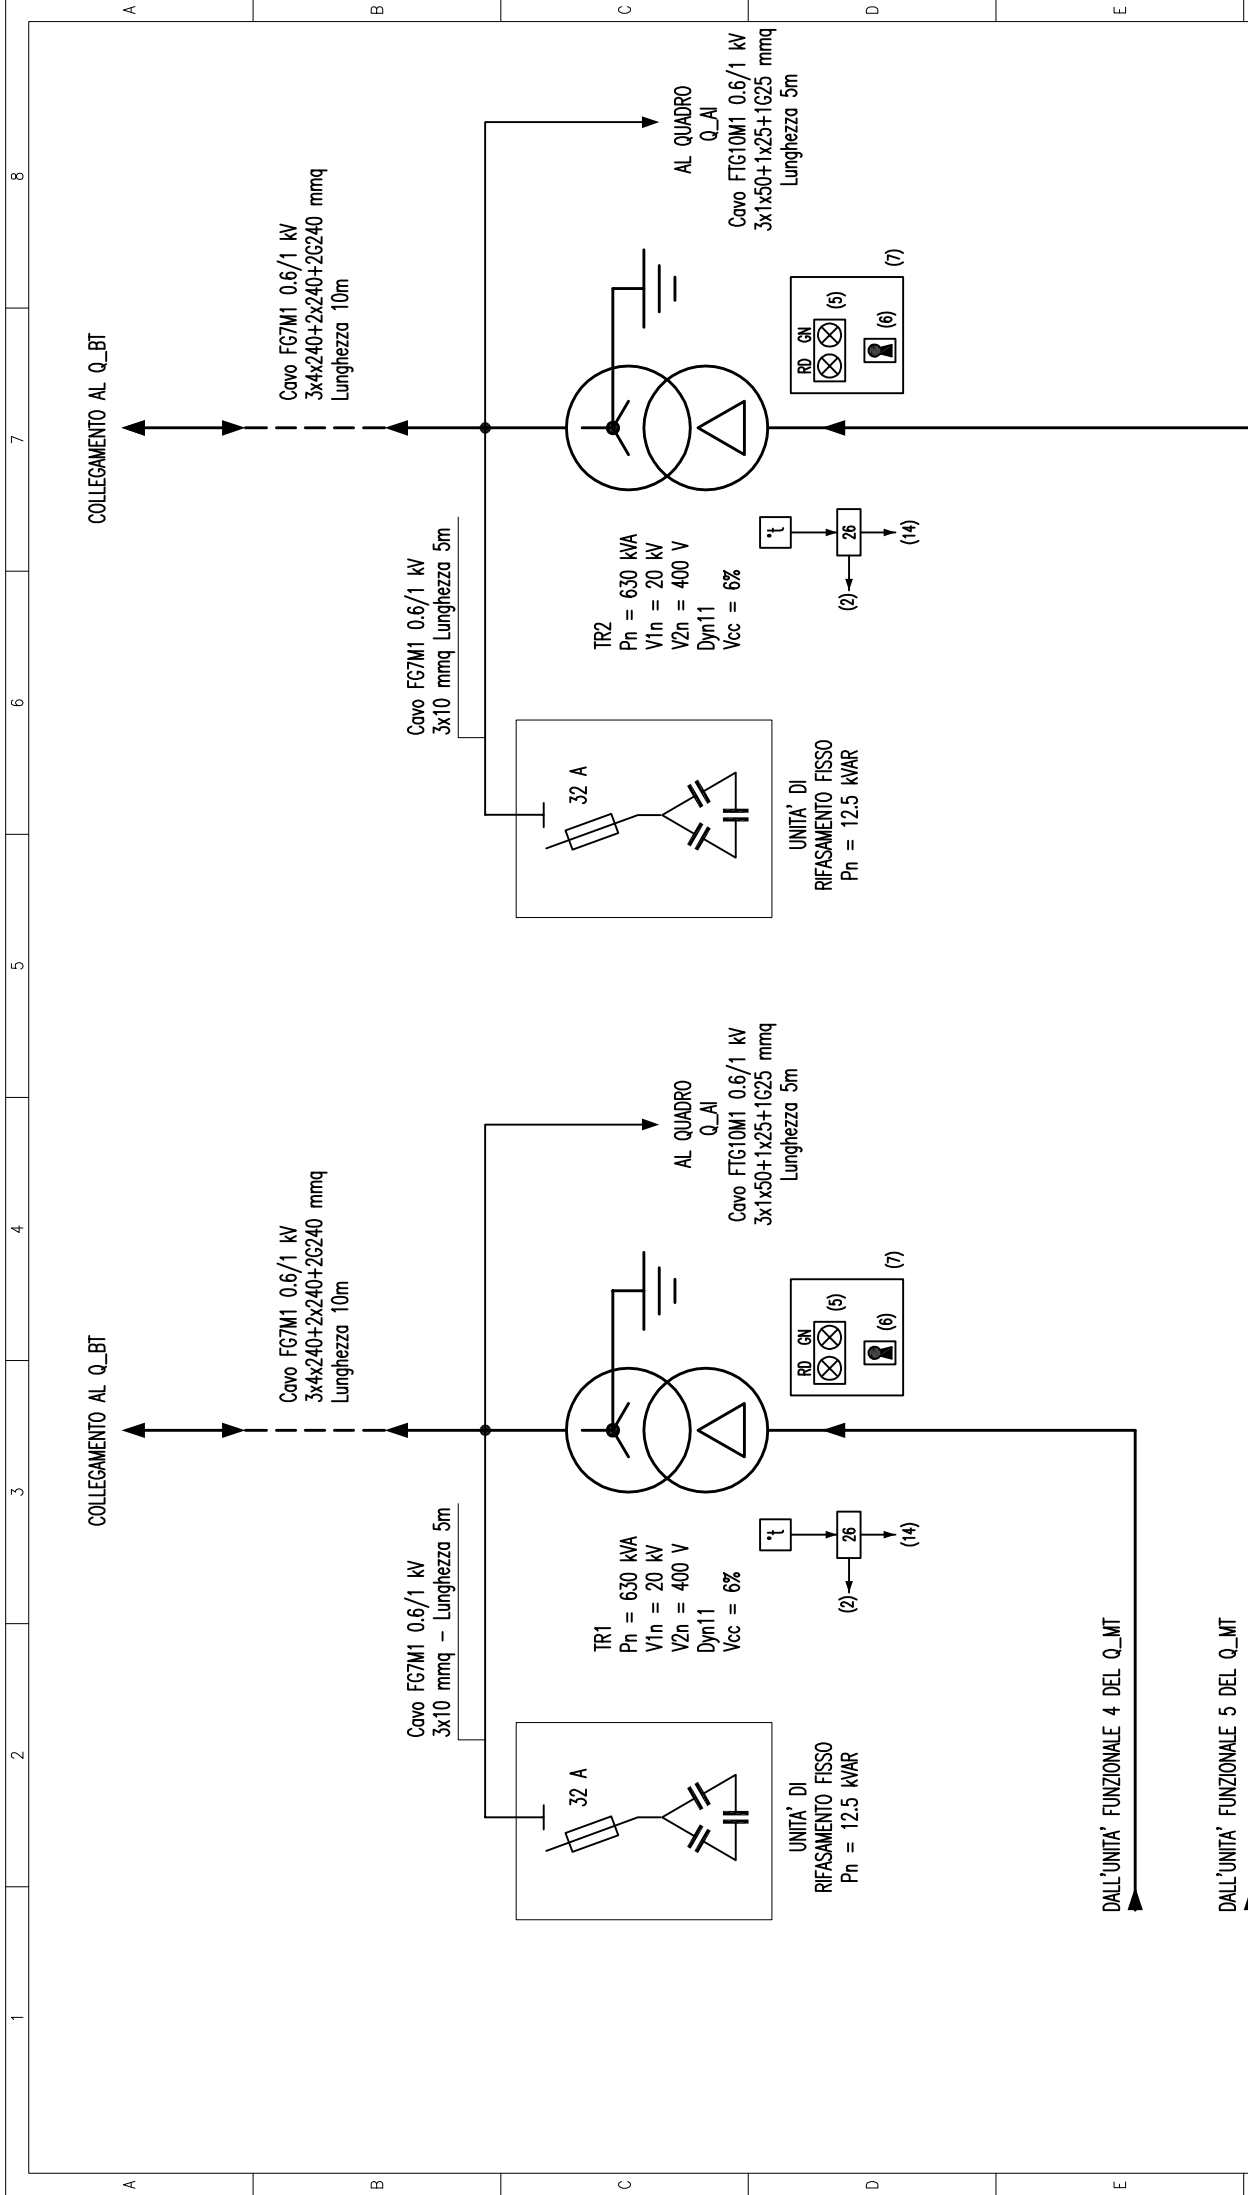 1
2
3
4
5
6
7
8
A
B
C
D
E
A
B
C
D
E
COLLEGAMENTO AL Q_BT
Cavo FG7M1 0.6/1 kV
3x4x240+2x240+2G240 mmq
Lunghezza 10m
Cavo FG7M1 0.6/1 kV
3x10 mmq – Lunghezza 5m
32 A
UNITA' DI
RIFASAMENTO FISSO
Pn = 12.5 kVAR
TR1
Pn = 630 kVA
V1n = 20 kV
V2n = 400 V
Dyn11
Vcc = 6%
°t
26
(2)
(14)
RD GN
(5)
(6)
(7)
AL QUADRO
Q_AI
Cavo FTG10M1 0.6/1 kV
3x1x50+1x25+1G25 mmq
Lunghezza 5m
DALL'UNITA' FUNZIONALE 4 DEL Q_MT
DALL'UNITA' FUNZIONALE 5 DEL Q_MT
COLLEGAMENTO AL Q_BT
Cavo FG7M1 0.6/1 kV
3x4x240+2x240+2G240 mmq
Lunghezza 10m
Cavo FG7M1 0.6/1 kV
3x10 mmq Lunghezza 5m
32 A
UNITA' DI
RIFASAMENTO FISSO
Pn = 12.5 kVAR
TR2
Pn = 630 kVA
V1n = 20 kV
V2n = 400 V
Dyn11
Vcc = 6%
°t
26
(2)
(14)
RD GN
(5)
(6)
(7)
AL QUADRO
Q_AI
Cavo FTG10M1 0.6/1 kV
3x1x50+1x25+1G25 mmq
Lunghezza 5m